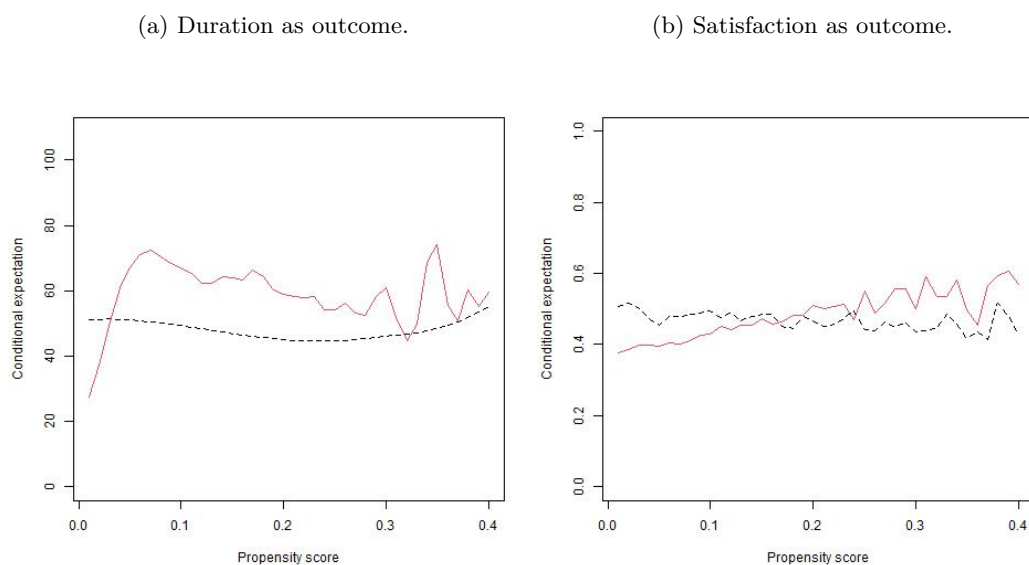 (a) Duration as outcome.
(b) Satisfaction as outcome.
Conditional expectation
100
80
60
40
20
0
0.0 0.1 0.2 0.3 0.4
Propensity score
Conditional expectation
1.0
0.8
0.6
0.4
0.2
0.0
0.0 0.1 0.2 0.3 0.4
Propensity score